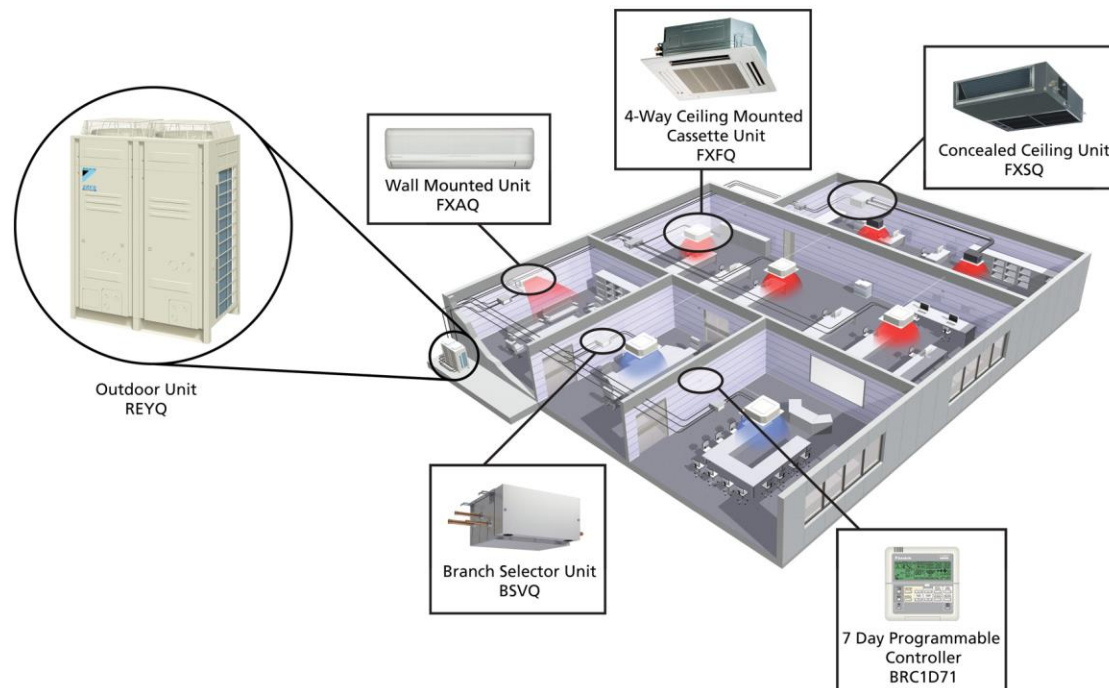 4-Way Ceiling Mounted
Cassette Unit
FXFQ
Concealed Ceiling Unit
FXSQ
Wall Mounted Unit
FXAQ
Outdoor Unit
REYQ
Branch Selector Unit
BSVQ
7 Day Programmable
Controller
BRC1D71